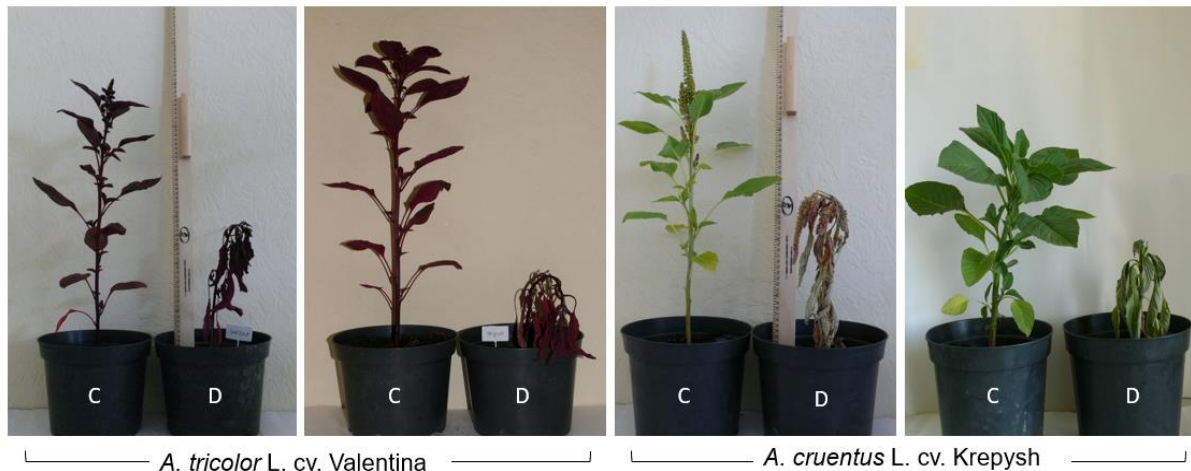 C D C D C D C D
A. tricolor L. cv. Valentina A. cruentus L. cv. Krepysh